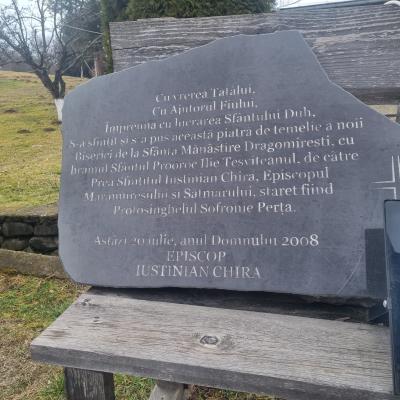 Cu vrerea Tatălui,
Cu Ajutorul Fiului,
Împreună cu lucrarea Sfântului Duh,
S-a sfinţit şi s-a pus această piatră de temelie a noii
Biserici de la Sfânta Mănăstire Dragomireşti, cu
hramul Sfântul Prooroc Ilie Tesviteanul, de către
Prea Sfinţitul Iustinian Chira, Episcopul
Maramureşului şi Sătmarului, stareţ fiind
Protosinghelul Sofronie Perţa.
Astăzi 20 iulie, anul Domnului 2008
EPISCOP
IUSTINIAN CHIRA